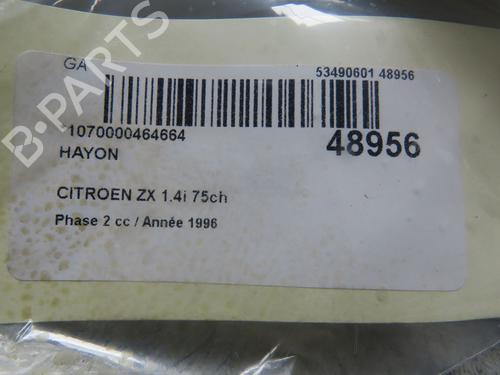 GA
53490601 48956
1070000464664
48956
HAYON
CITROEN ZX 1.4i 75ch
Phase 2 cc / Année 1996
B-PARTS